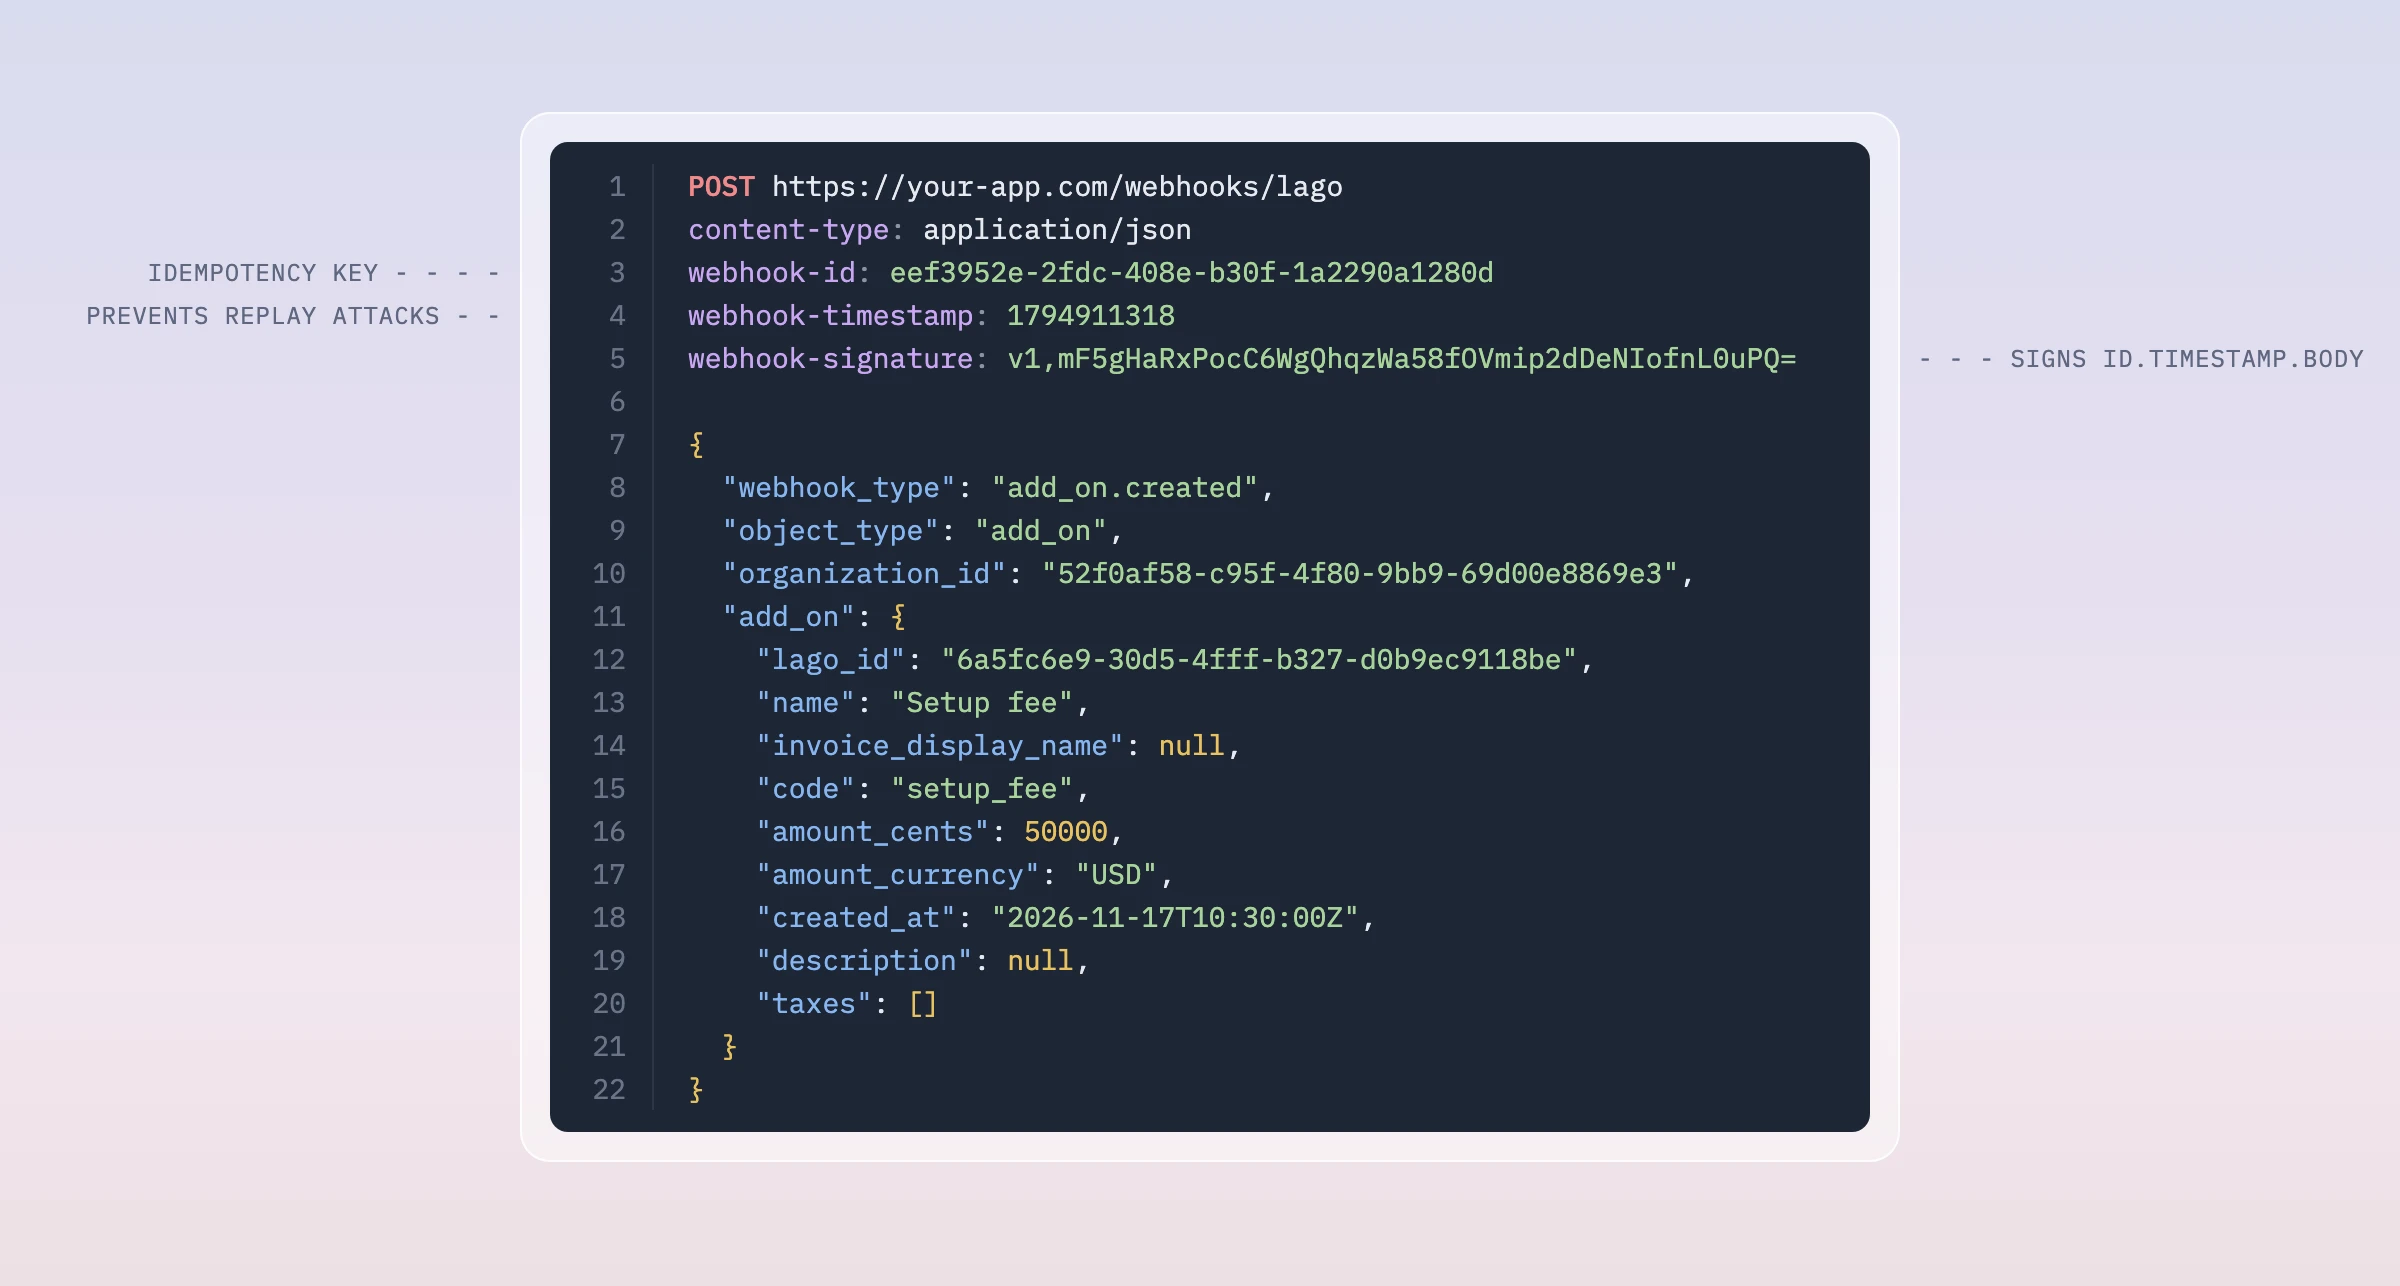 1 POST https://your-app.com/webhooks/lago
2 content-type: application/json
IDEMPOTENCY KEY - - - - 3 webhook-id: eef3952e-2fdc-408e-b30f-1a2290a1280d
PREVENTS REPLAY ATTACKS - - 4 webhook-timestamp: 1794911318
5 webhook-signature: v1,mF5gHaRxPocC6WgQhqzWa58fOVmip2dDeNIofnL0uPQ= - - - SIGNS ID.TIMESTAMP.BODY
6
7 {
8   "webhook_type": "add_on.created",
9   "object_type": "add_on",
10   "organization_id": "52f0af58-c95f-4f80-9bb9-69d00e8869e3",
11   "add_on": {
12     "lago_id": "6a5fc6e9-30d5-4fff-b327-d0b9ec9118be",
13     "name": "Setup fee",
14     "invoice_display_name": null,
15     "code": "setup_fee",
16     "amount_cents": 50000,
17     "amount_currency": "USD",
18     "created_at": "2026-11-17T10:30:00Z",
19     "description": null,
20     "taxes": []
21   }
22 }